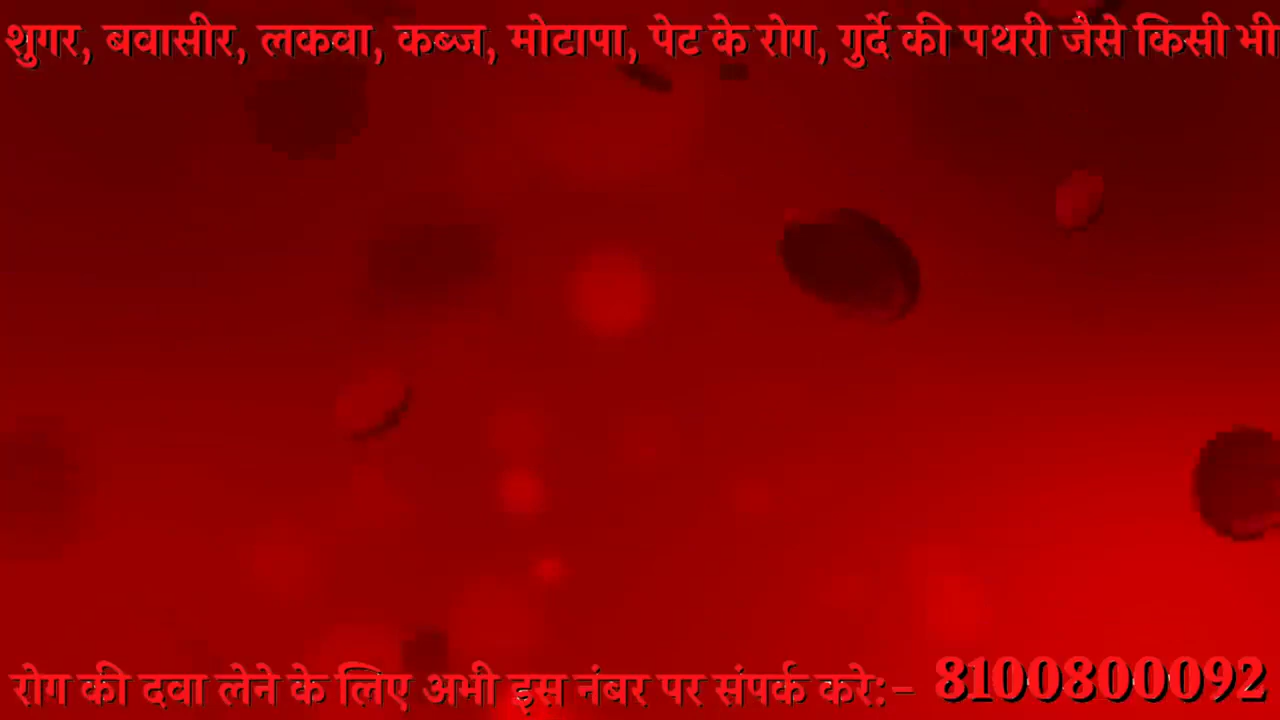 शुगर, बवासीर, लकवा, कब्ज, मोटापा, पेट के रोग, गुर्दे की पथरी जैसे किसी भी
रोग की दवा लेने के लिए अभी इस नंबर पर संपर्क करे:- 8100800092